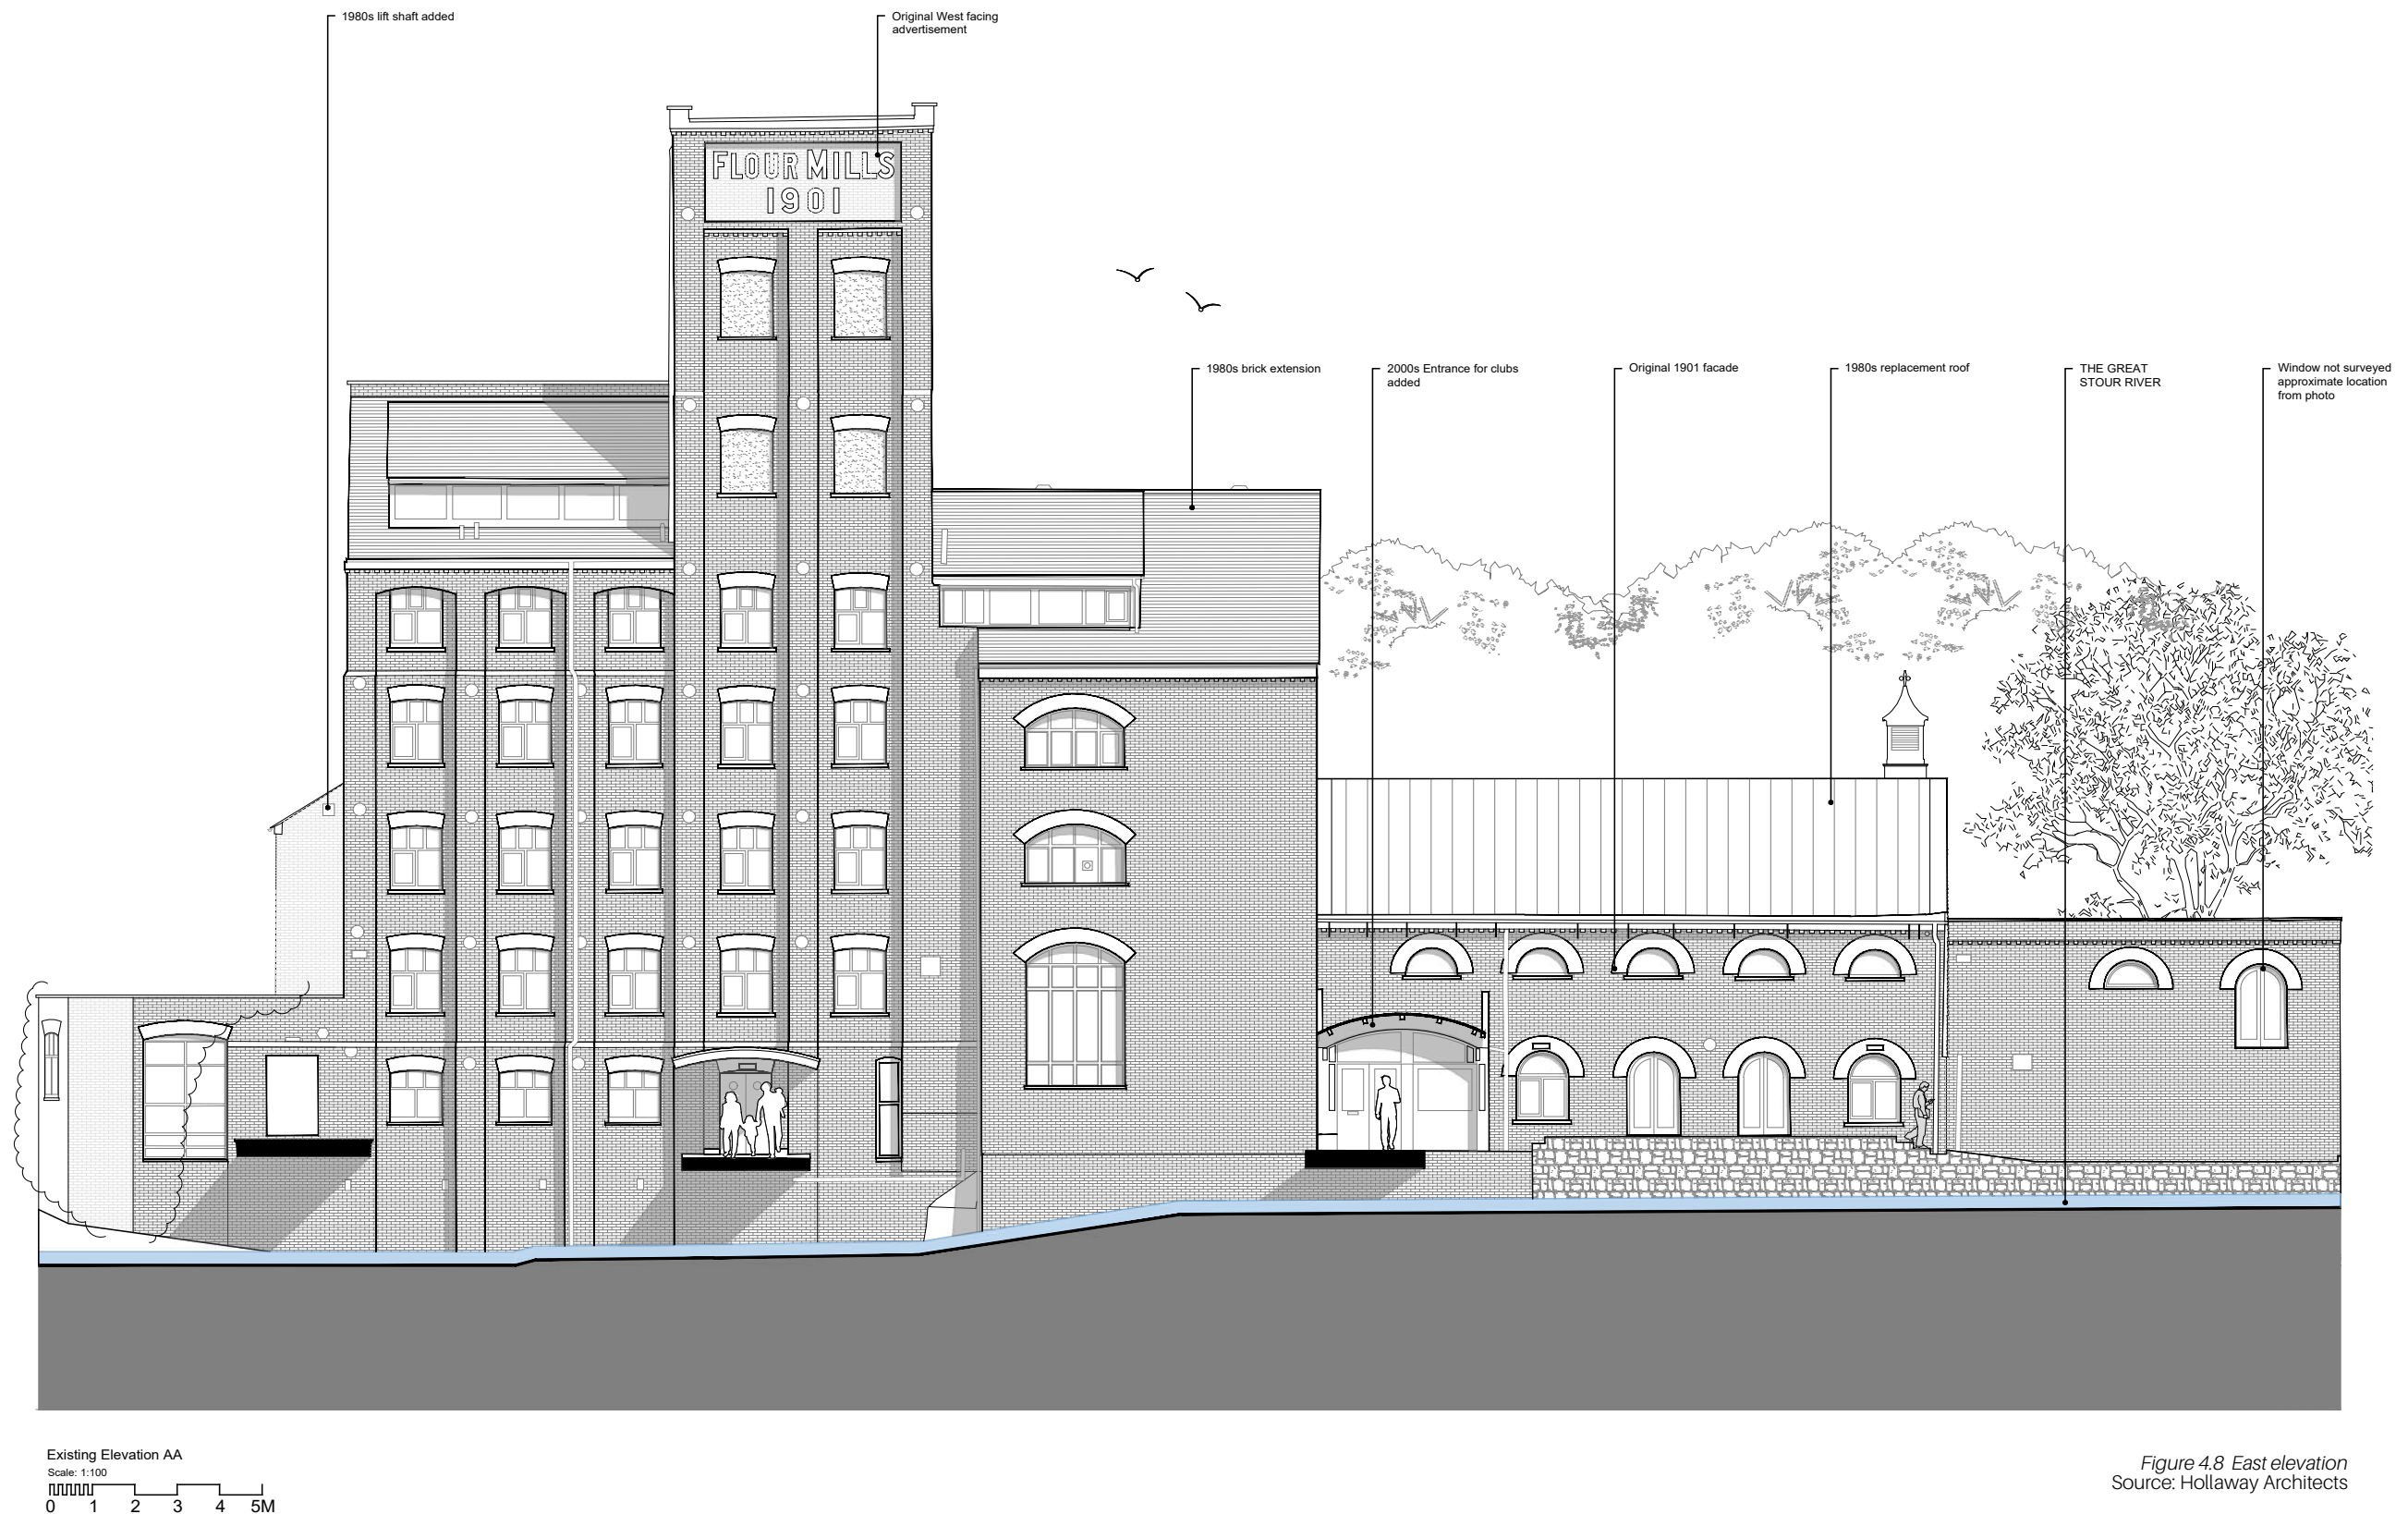 1980s lift shaft added
Original West facing
advertisement
FLOUR MILLS
1901
1980s brick extension
2000s Entrance for clubs
added
Original 1901 facade
1980s replacement roof
THE GREAT
STOUR RIVER
Window not surveyed
approximate location
from photo
Existing Elevation AA
Scale: 1:100
0 1 2 3 4 5M
Figure 4.8 East elevation
Source: Hollaway Architects